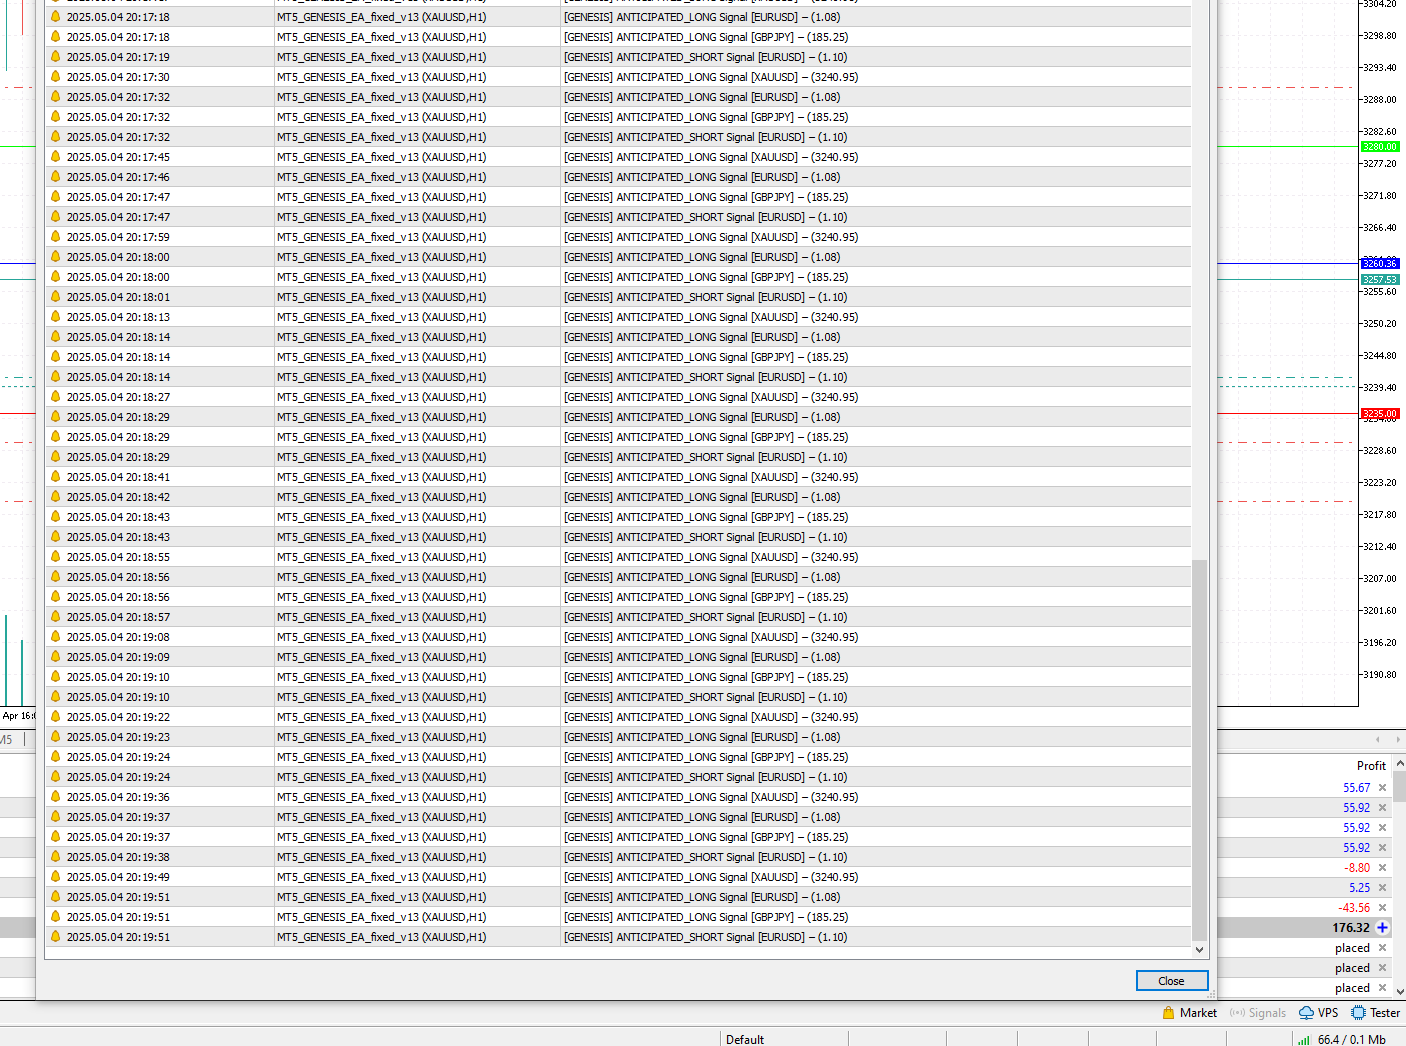 2025.05.04 20:17:18 MT5_GENESIS_EA_fixed_v13 (XAUUSD,H1) [GENESIS] ANTICIPATED_LONG Signal [EURUSD] – (1.08)
2025.05.04 20:17:18 MT5_GENESIS_EA_fixed_v13 (XAUUSD,H1) [GENESIS] ANTICIPATED_LONG Signal [GBPJPY] – (185.25)
2025.05.04 20:17:19 MT5_GENESIS_EA_fixed_v13 (XAUUSD,H1) [GENESIS] ANTICIPATED_SHORT Signal [EURUSD] – (1.10)
2025.05.04 20:17:30 MT5_GENESIS_EA_fixed_v13 (XAUUSD,H1) [GENESIS] ANTICIPATED_LONG Signal [XAUUSD] – (3240.95)
2025.05.04 20:17:32 MT5_GENESIS_EA_fixed_v13 (XAUUSD,H1) [GENESIS] ANTICIPATED_LONG Signal [EURUSD] – (1.08)
2025.05.04 20:17:32 MT5_GENESIS_EA_fixed_v13 (XAUUSD,H1) [GENESIS] ANTICIPATED_LONG Signal [GBPJPY] – (185.25)
2025.05.04 20:17:32 MT5_GENESIS_EA_fixed_v13 (XAUUSD,H1) [GENESIS] ANTICIPATED_SHORT Signal [EURUSD] – (1.10)
2025.05.04 20:17:45 MT5_GENESIS_EA_fixed_v13 (XAUUSD,H1) [GENESIS] ANTICIPATED_LONG Signal [XAUUSD] – (3240.95)
2025.05.04 20:17:46 MT5_GENESIS_EA_fixed_v13 (XAUUSD,H1) [GENESIS] ANTICIPATED_LONG Signal [EURUSD] – (1.08)
2025.05.04 20:17:47 MT5_GENESIS_EA_fixed_v13 (XAUUSD,H1) [GENESIS] ANTICIPATED_LONG Signal [GBPJPY] – (185.25)
2025.05.04 20:17:47 MT5_GENESIS_EA_fixed_v13 (XAUUSD,H1) [GENESIS] ANTICIPATED_SHORT Signal [EURUSD] – (1.10)
2025.05.04 20:17:59 MT5_GENESIS_EA_fixed_v13 (XAUUSD,H1) [GENESIS] ANTICIPATED_LONG Signal [XAUUSD] – (3240.95)
2025.05.04 20:18:00 MT5_GENESIS_EA_fixed_v13 (XAUUSD,H1) [GENESIS] ANTICIPATED_LONG Signal [EURUSD] – (1.08)
2025.05.04 20:18:00 MT5_GENESIS_EA_fixed_v13 (XAUUSD,H1) [GENESIS] ANTICIPATED_LONG Signal [GBPJPY] – (185.25)
2025.05.04 20:18:01 MT5_GENESIS_EA_fixed_v13 (XAUUSD,H1) [GENESIS] ANTICIPATED_SHORT Signal [EURUSD] – (1.10)
2025.05.04 20:18:13 MT5_GENESIS_EA_fixed_v13 (XAUUSD,H1) [GENESIS] ANTICIPATED_LONG Signal [XAUUSD] – (3240.95)
2025.05.04 20:18:14 MT5_GENESIS_EA_fixed_v13 (XAUUSD,H1) [GENESIS] ANTICIPATED_LONG Signal [EURUSD] – (1.08)
2025.05.04 20:18:14 MT5_GENESIS_EA_fixed_v13 (XAUUSD,H1) [GENESIS] ANTICIPATED_LONG Signal [GBPJPY] – (185.25)
2025.05.04 20:18:14 MT5_GENESIS_EA_fixed_v13 (XAUUSD,H1) [GENESIS] ANTICIPATED_SHORT Signal [EURUSD] – (1.10)
2025.05.04 20:18:27 MT5_GENESIS_EA_fixed_v13 (XAUUSD,H1) [GENESIS] ANTICIPATED_LONG Signal [XAUUSD] – (3240.95)
2025.05.04 20:18:29 MT5_GENESIS_EA_fixed_v13 (XAUUSD,H1) [GENESIS] ANTICIPATED_LONG Signal [EURUSD] – (1.08)
2025.05.04 20:18:29 MT5_GENESIS_EA_fixed_v13 (XAUUSD,H1) [GENESIS] ANTICIPATED_LONG Signal [GBPJPY] – (185.25)
2025.05.04 20:18:29 MT5_GENESIS_EA_fixed_v13 (XAUUSD,H1) [GENESIS] ANTICIPATED_SHORT Signal [EURUSD] – (1.10)
2025.05.04 20:18:41 MT5_GENESIS_EA_fixed_v13 (XAUUSD,H1) [GENESIS] ANTICIPATED_LONG Signal [XAUUSD] – (3240.95)
2025.05.04 20:18:42 MT5_GENESIS_EA_fixed_v13 (XAUUSD,H1) [GENESIS] ANTICIPATED_LONG Signal [EURUSD] – (1.08)
2025.05.04 20:18:43 MT5_GENESIS_EA_fixed_v13 (XAUUSD,H1) [GENESIS] ANTICIPATED_LONG Signal [GBPJPY] – (185.25)
2025.05.04 20:18:43 MT5_GENESIS_EA_fixed_v13 (XAUUSD,H1) [GENESIS] ANTICIPATED_SHORT Signal [EURUSD] – (1.10)
2025.05.04 20:18:55 MT5_GENESIS_EA_fixed_v13 (XAUUSD,H1) [GENESIS] ANTICIPATED_LONG Signal [XAUUSD] – (3240.95)
2025.05.04 20:18:56 MT5_GENESIS_EA_fixed_v13 (XAUUSD,H1) [GENESIS] ANTICIPATED_LONG Signal [EURUSD] – (1.08)
2025.05.04 20:18:56 MT5_GENESIS_EA_fixed_v13 (XAUUSD,H1) [GENESIS] ANTICIPATED_LONG Signal [GBPJPY] – (185.25)
2025.05.04 20:18:57 MT5_GENESIS_EA_fixed_v13 (XAUUSD,H1) [GENESIS] ANTICIPATED_SHORT Signal [EURUSD] – (1.10)
2025.05.04 20:19:08 MT5_GENESIS_EA_fixed_v13 (XAUUSD,H1) [GENESIS] ANTICIPATED_LONG Signal [XAUUSD] – (3240.95)
2025.05.04 20:19:09 MT5_GENESIS_EA_fixed_v13 (XAUUSD,H1) [GENESIS] ANTICIPATED_LONG Signal [EURUSD] – (1.08)
2025.05.04 20:19:10 MT5_GENESIS_EA_fixed_v13 (XAUUSD,H1) [GENESIS] ANTICIPATED_LONG Signal [GBPJPY] – (185.25)
2025.05.04 20:19:10 MT5_GENESIS_EA_fixed_v13 (XAUUSD,H1) [GENESIS] ANTICIPATED_SHORT Signal [EURUSD] – (1.10)
2025.05.04 20:19:22 MT5_GENESIS_EA_fixed_v13 (XAUUSD,H1) [GENESIS] ANTICIPATED_LONG Signal [XAUUSD] – (3240.95)
2025.05.04 20:19:23 MT5_GENESIS_EA_fixed_v13 (XAUUSD,H1) [GENESIS] ANTICIPATED_LONG Signal [EURUSD] – (1.08)
2025.05.04 20:19:24 MT5_GENESIS_EA_fixed_v13 (XAUUSD,H1) [GENESIS] ANTICIPATED_LONG Signal [GBPJPY] – (185.25)
2025.05.04 20:19:24 MT5_GENESIS_EA_fixed_v13 (XAUUSD,H1) [GENESIS] ANTICIPATED_SHORT Signal [EURUSD] – (1.10)
2025.05.04 20:19:36 MT5_GENESIS_EA_fixed_v13 (XAUUSD,H1) [GENESIS] ANTICIPATED_LONG Signal [XAUUSD] – (3240.95)
2025.05.04 20:19:37 MT5_GENESIS_EA_fixed_v13 (XAUUSD,H1) [GENESIS] ANTICIPATED_LONG Signal [EURUSD] – (1.08)
2025.05.04 20:19:37 MT5_GENESIS_EA_fixed_v13 (XAUUSD,H1) [GENESIS] ANTICIPATED_LONG Signal [GBPJPY] – (185.25)
2025.05.04 20:19:38 MT5_GENESIS_EA_fixed_v13 (XAUUSD,H1) [GENESIS] ANTICIPATED_SHORT Signal [EURUSD] – (1.10)
2025.05.04 20:19:49 MT5_GENESIS_EA_fixed_v13 (XAUUSD,H1) [GENESIS] ANTICIPATED_LONG Signal [XAUUSD] – (3240.95)
2025.05.04 20:19:51 MT5_GENESIS_EA_fixed_v13 (XAUUSD,H1) [GENESIS] ANTICIPATED_LONG Signal [EURUSD] – (1.08)
2025.05.04 20:19:51 MT5_GENESIS_EA_fixed_v13 (XAUUSD,H1) [GENESIS] ANTICIPATED_LONG Signal [GBPJPY] – (185.25)
2025.05.04 20:19:51 MT5_GENESIS_EA_fixed_v13 (XAUUSD,H1) [GENESIS] ANTICIPATED_SHORT Signal [EURUSD] – (1.10)
Close
3304.20
3298.80
3293.40
3288.00
3282.60
3280.00
3277.20
3271.80
3266.40
3260.36
3257.53
3255.60
3250.20
3244.80
3239.40
3235.00
3228.60
3223.20
3217.80
3212.40
3207.00
3201.60
3196.20
3190.80
Apr 16:
M5
Profit
55.67
55.92
55.92
55.92
-8.80
5.25
-43.56
176.32
placed
placed
placed
Market Signals VPS Tester
Default 66.4 / 0.1 Mb